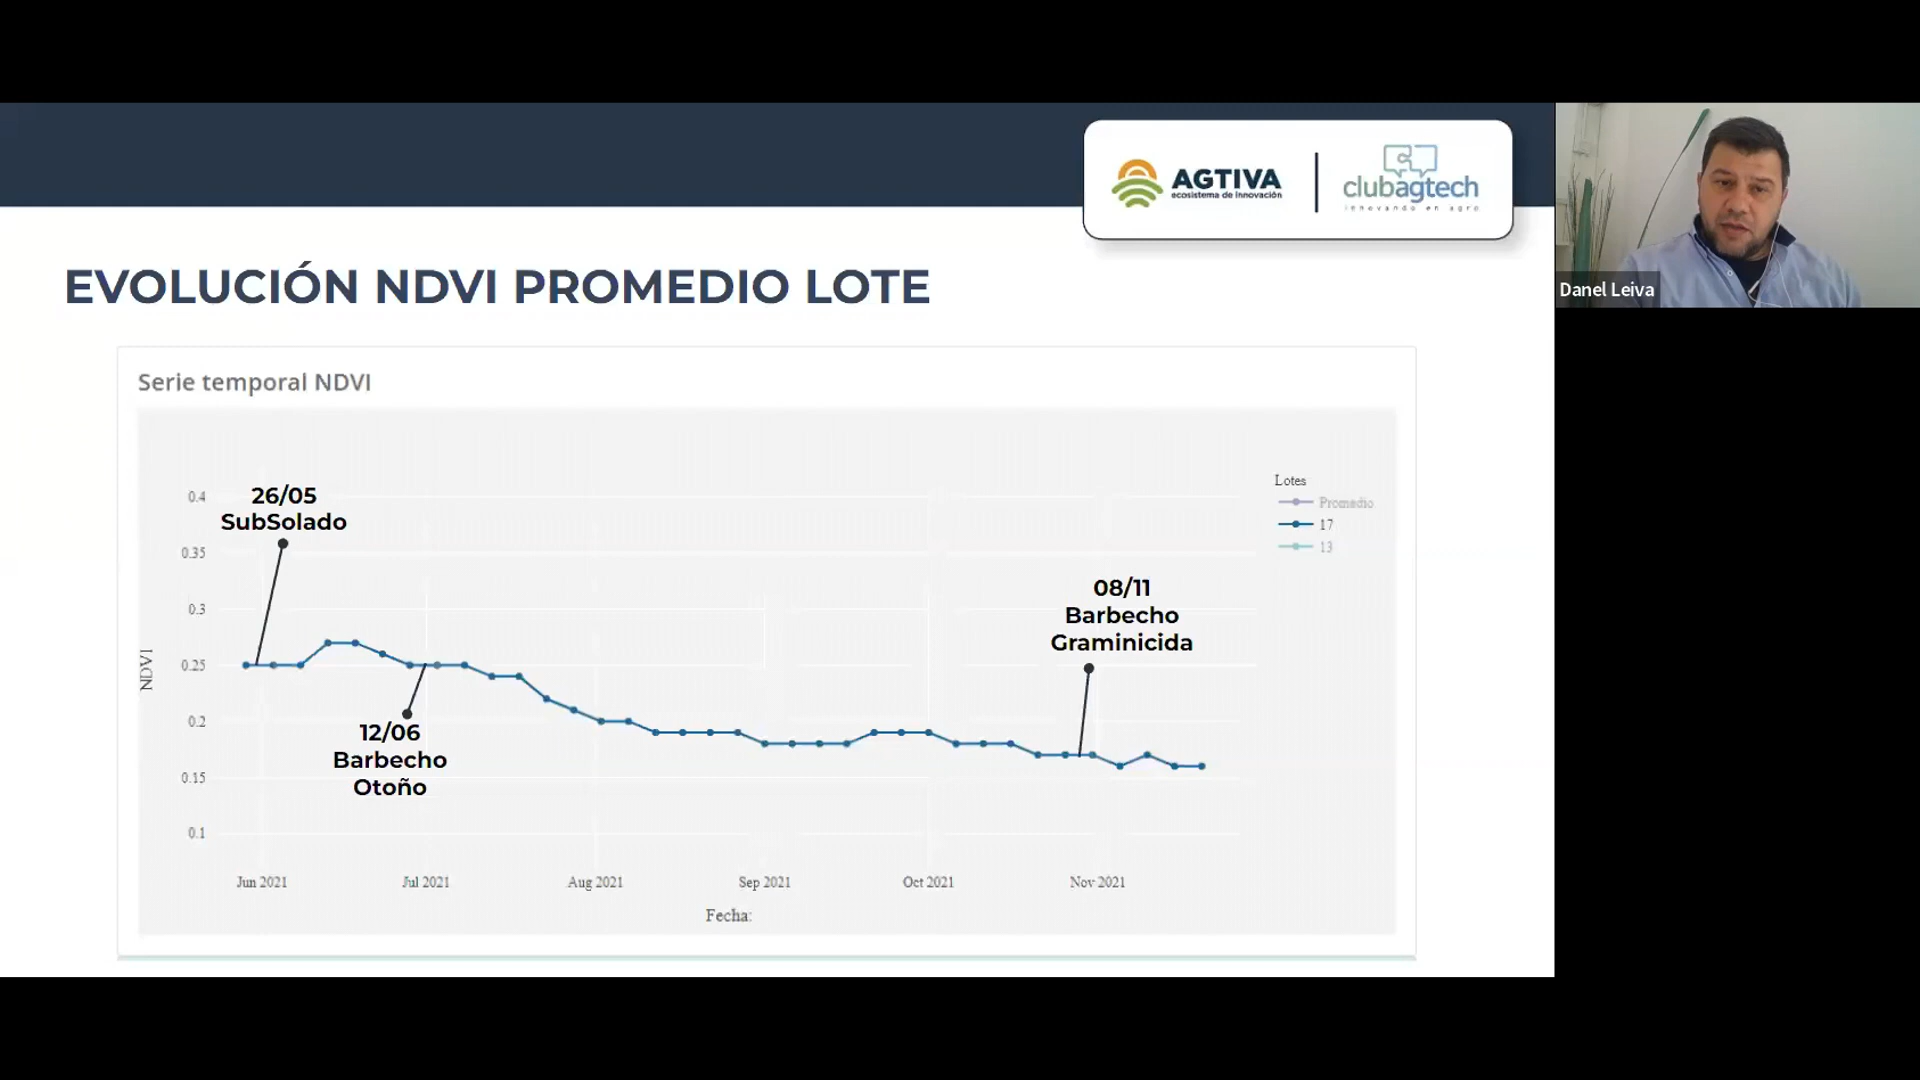 AGTIVA
ecosistema de innovación
clubagtech
innovando en agro
Danel Leiva
EVOLUCIÓN NDVI PROMEDIO LOTE
Serie temporal NDVI
Lotes
Promedio
17
13
26/05
SubSolado
12/06
Barbecho
Otoño
08/11
Barbecho
Graminicida
NDVI
0.4
0.35
0.3
0.25
0.2
0.15
0.1
Jun 2021
Jul 2021
Aug 2021
Sep 2021
Oct 2021
Nov 2021
Fecha: